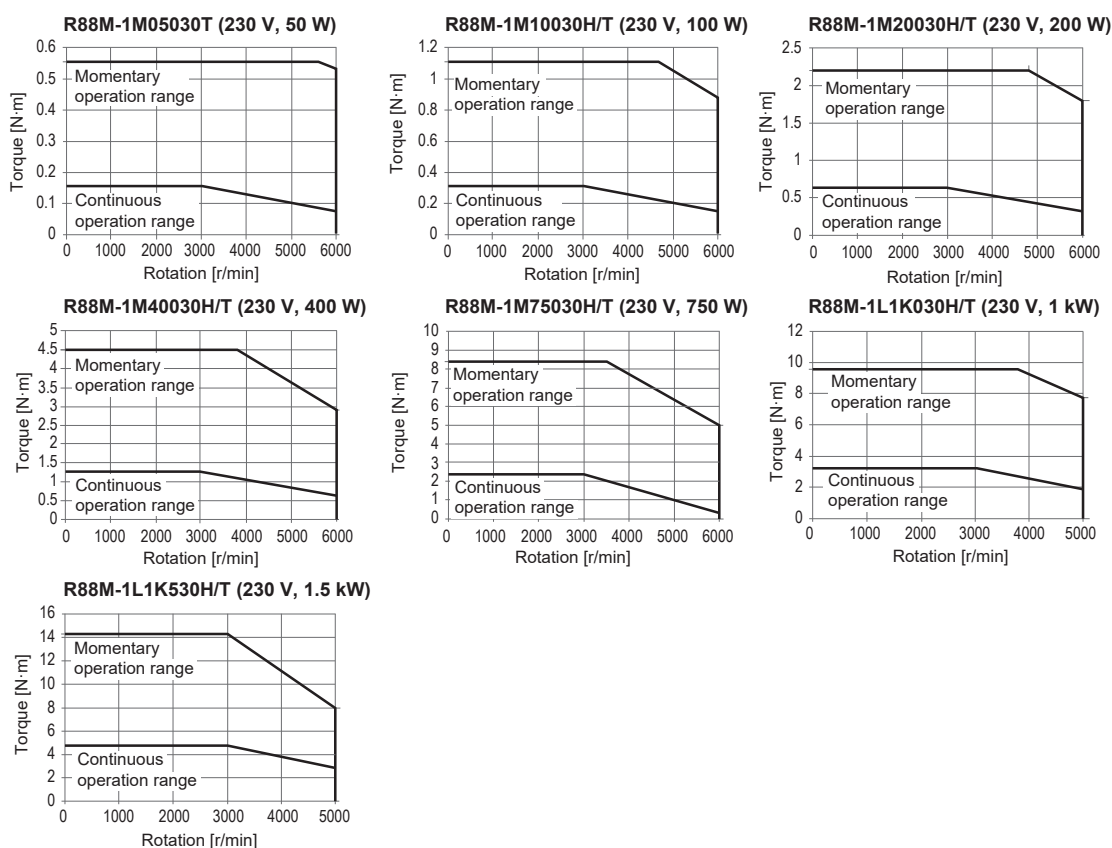 R88M-1M05030T (230 V, 50 W)
0.6
0.5
0.4
0.3
0.2
0.1
0
Torque [N·m]
Momentary
operation range
Continuous
operation range
0 1000 2000 3000 4000 5000 6000
Rotation [r/min]
R88M-1M10030H/T (230 V, 100 W)
1.2
1
0.8
0.6
0.4
0.2
0
Torque [N·m]
Momentary
operation range
Continuous
operation range
0 1000 2000 3000 4000 5000 6000
Rotation [r/min]
R88M-1M20030H/T (230 V, 200 W)
2.5
2
1.5
1
0.5
0
Torque [N·m]
Momentary
operation range
Continuous
operation range
0 1000 2000 3000 4000 5000 6000
Rotation [r/min]
R88M-1M40030H/T (230 V, 400 W)
5
4.5
4
3.5
3
2.5
2
1.5
1
0.5
0
Torque [N·m]
Momentary
operation range
Continuous
operation range
0 1000 2000 3000 4000 5000 6000
Rotation [r/min]
R88M-1M75030H/T (230 V, 750 W)
10
9
8
7
6
5
4
3
2
1
0
Torque [N·m]
Momentary
operation range
Continuous
operation range
0 1000 2000 3000 4000 5000 6000
Rotation [r/min]
R88M-1L1K030H/T (230 V, 1 kW)
12
10
8
6
4
2
0
Torque [N·m]
Momentary
operation range
Continuous
operation range
0 1000 2000 3000 4000 5000
Rotation [r/min]
R88M-1L1K530H/T (230 V, 1.5 kW)
16
14
12
10
8
6
4
2
0
Torque [N·m]
Momentary
operation range
Continuous
operation range
0 1000 2000 3000 4000 5000
Rotation [r/min]